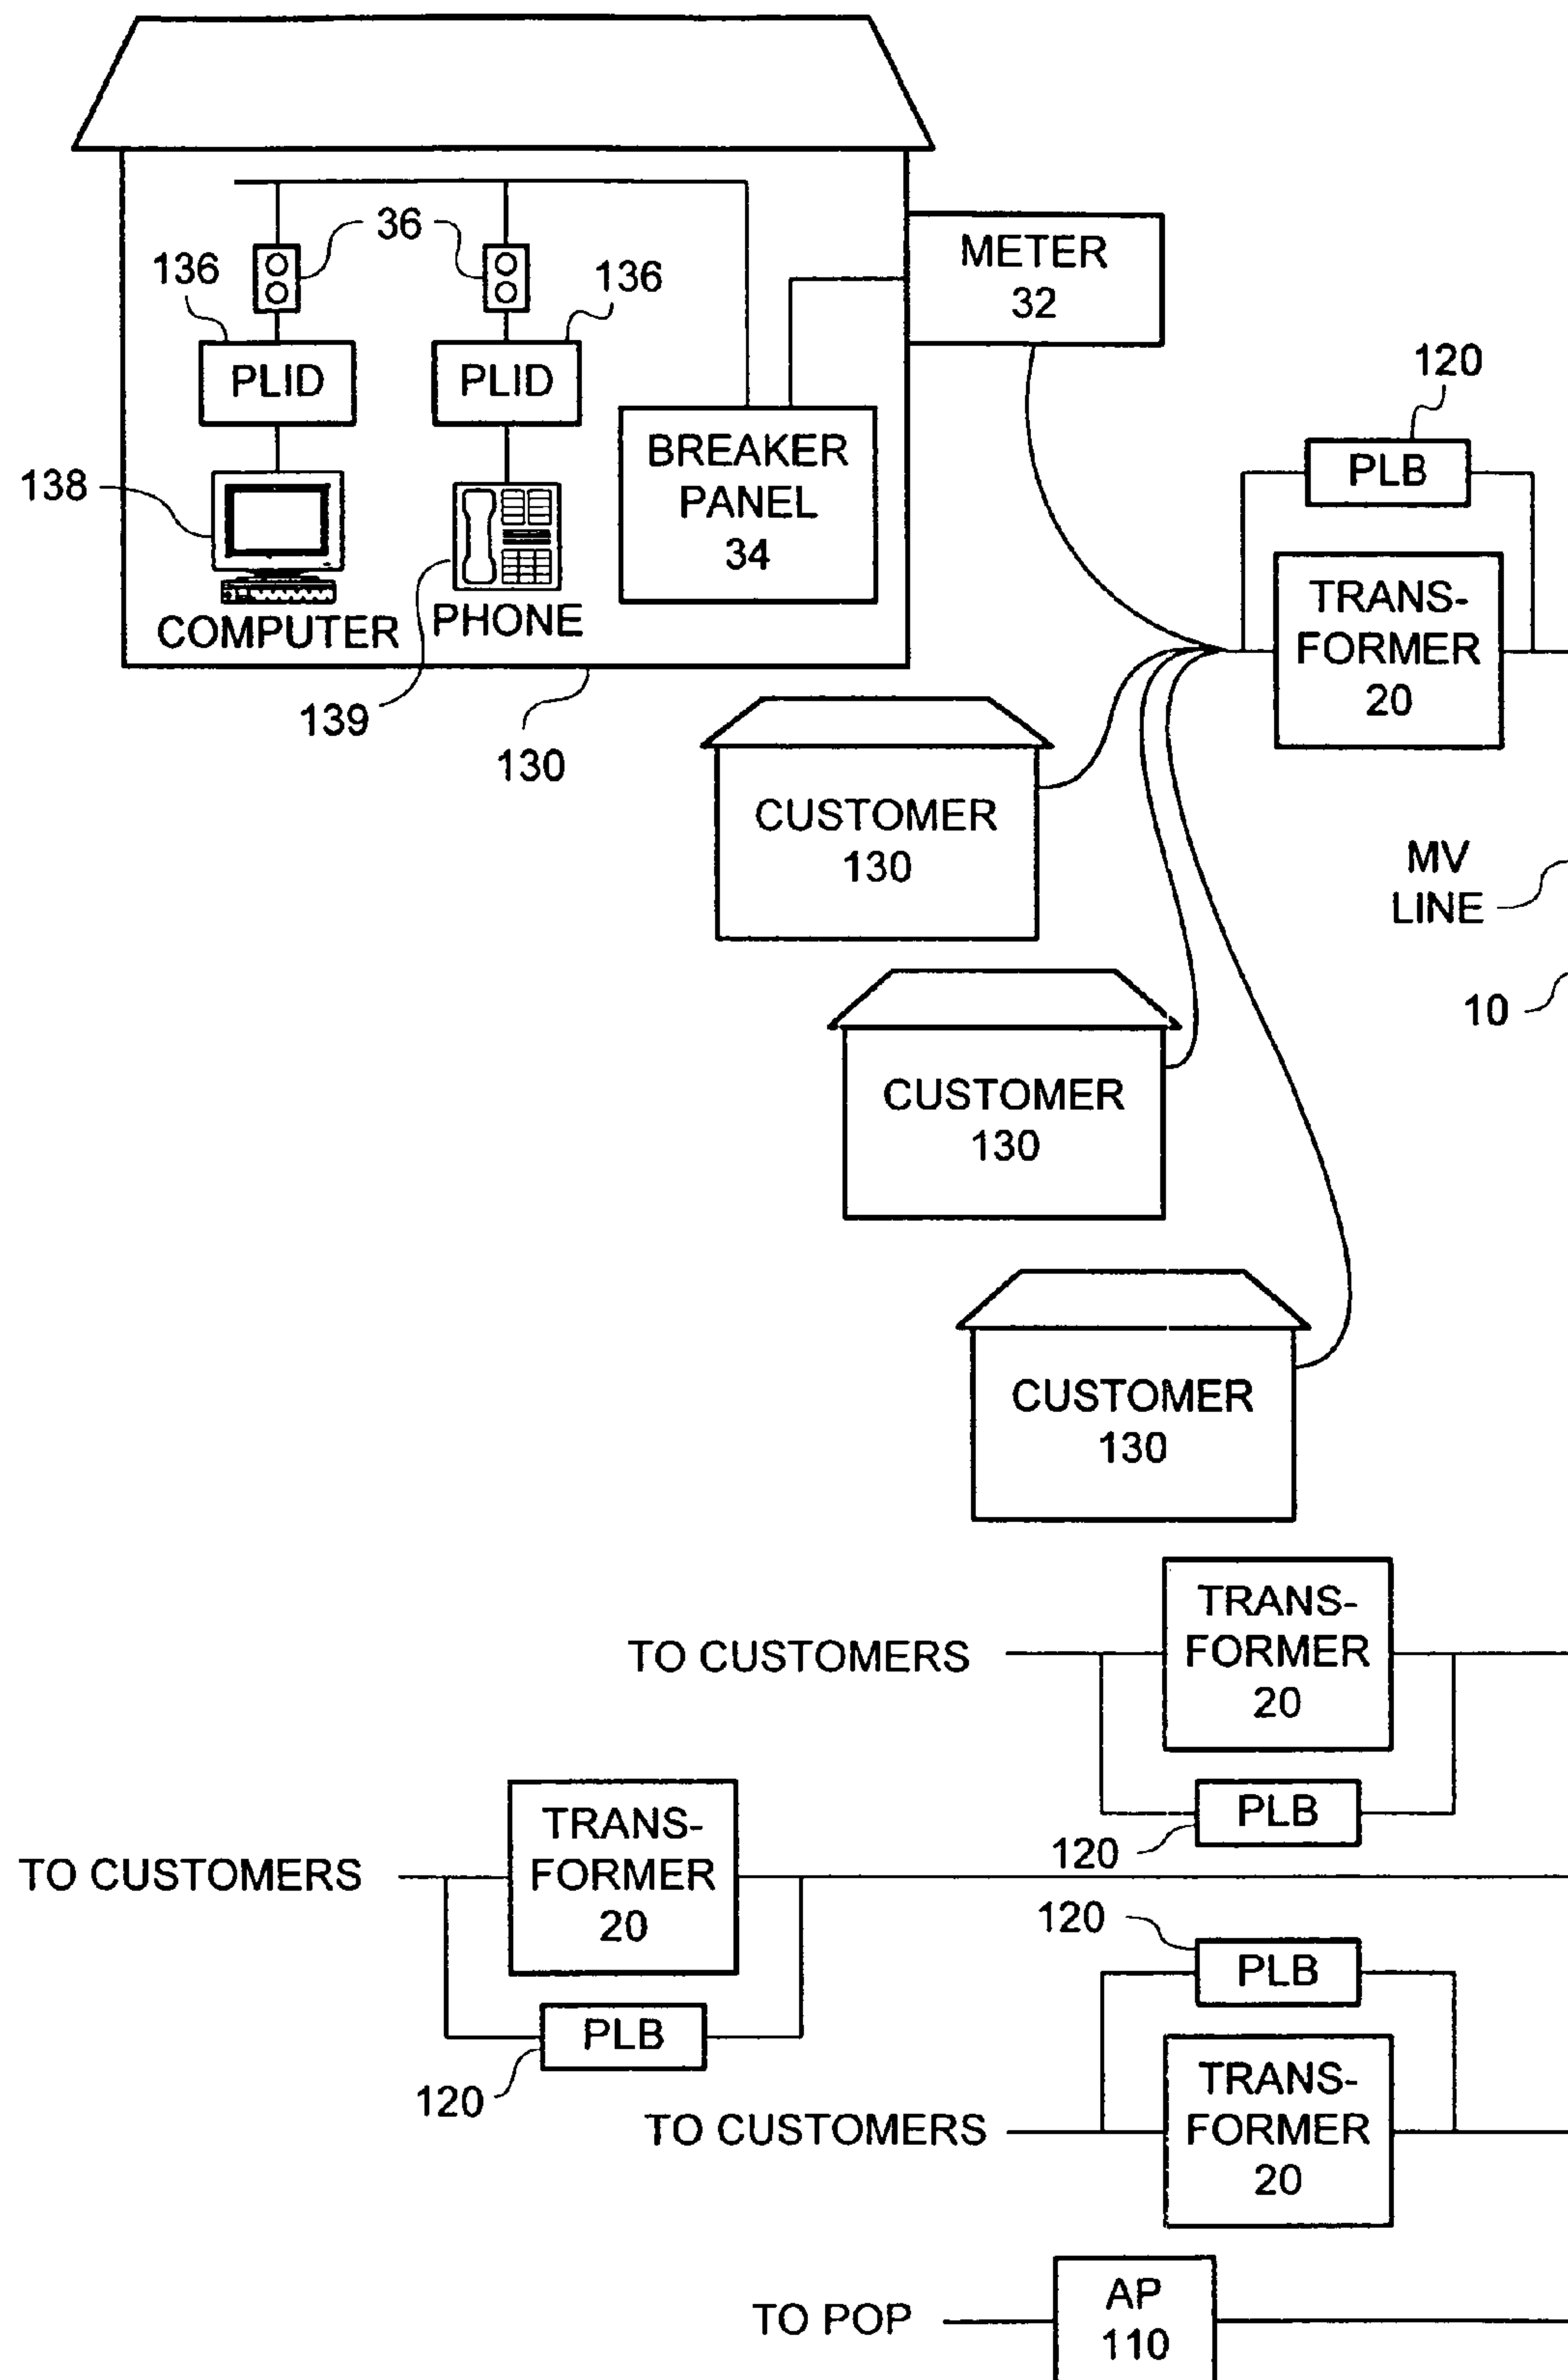 36
136
136
METER
32
PLID
PLID
120
PLB
138
BREAKER
PANEL
34
COMPUTER
PHONE
139
130
TRANS-
FORMER
20
CUSTOMER
130
MV
LINE
10
CUSTOMER
130
CUSTOMER
130
TO CUSTOMERS
TRANS-
FORMER
20
PLB
120
TO CUSTOMERS
TRANS-
FORMER
20
PLB
120
120
PLB
TO CUSTOMERS
TRANS-
FORMER
20
TO POP
AP
110